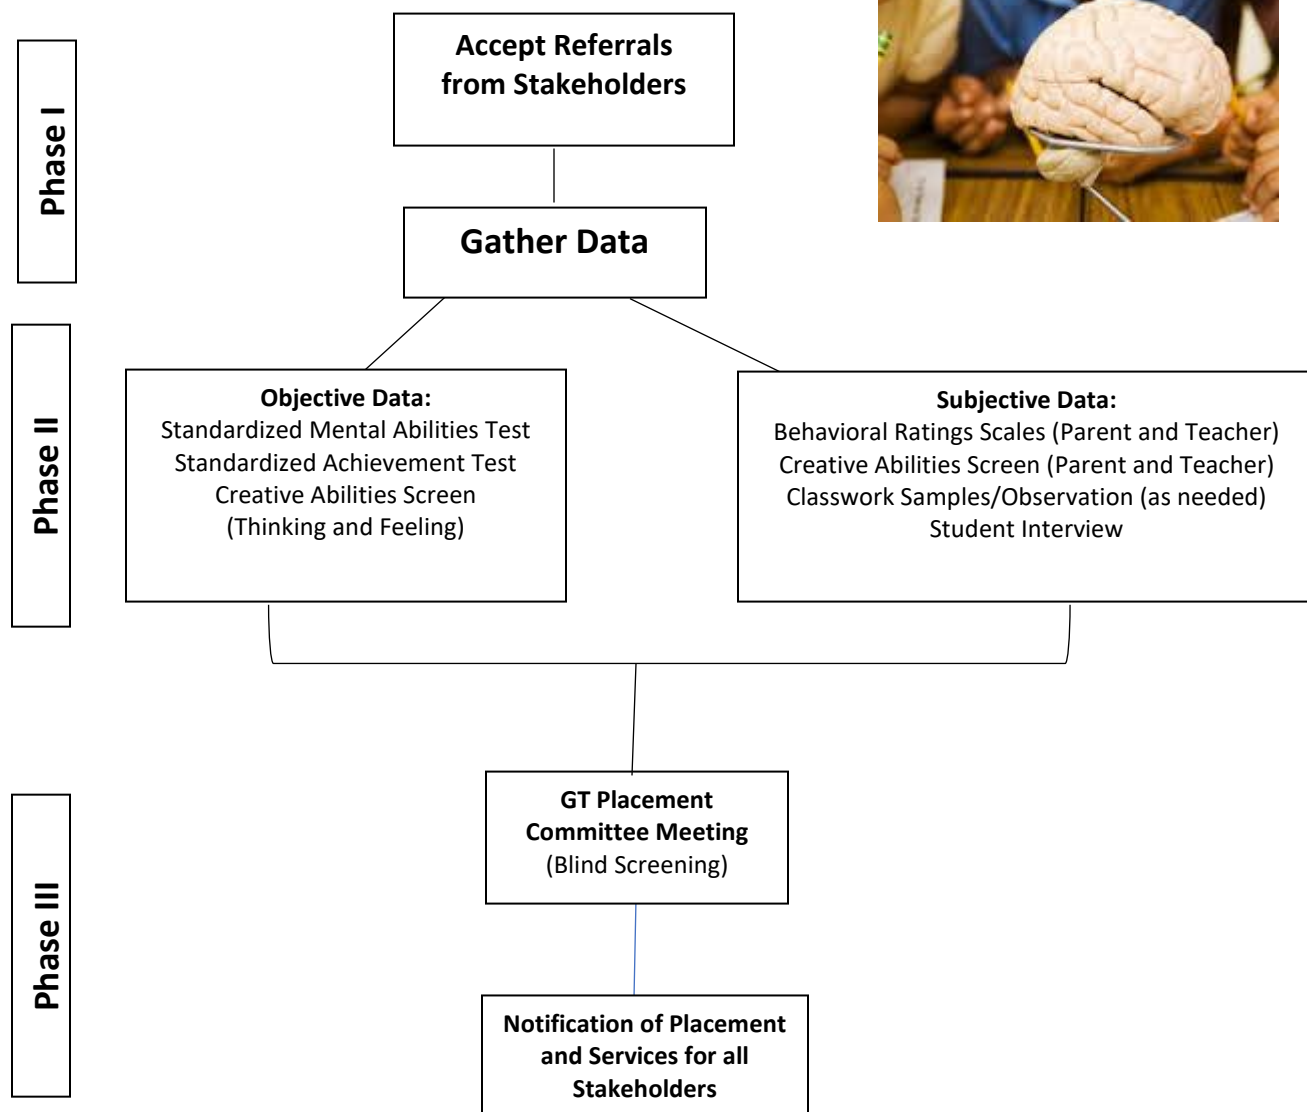 Phase I
Accept Referrals
from Stakeholders
Gather Data
Phase II
Objective Data:
Standardized Mental Abilities Test
Standardized Achievement Test
Creative Abilities Screen
(Thinking and Feeling)
Subjective Data:
Behavioral Ratings Scales (Parent and Teacher)
Creative Abilities Screen (Parent and Teacher)
Classwork Samples/Observation (as needed)
Student Interview
Phase III
GT Placement
Committee Meeting
(Blind Screening)
Notification of Placement
and Services for all
Stakeholders